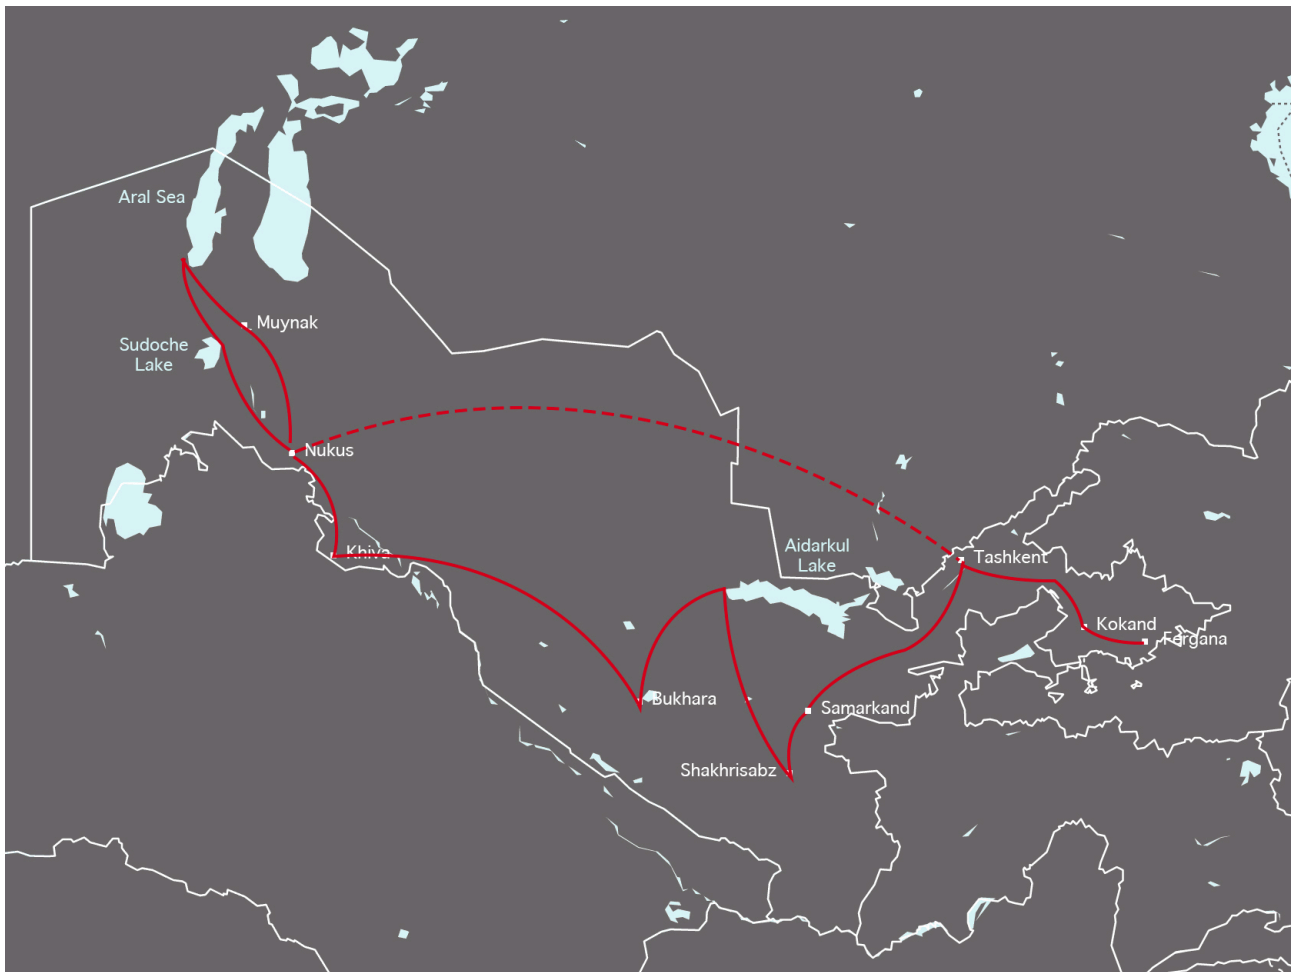 Aral Sea
Muynak
Sudoche
Lake
Nukus
Khiva
Aidarkul
Lake
Tashkent
Kokand
Fergana
Bukhara
Samarkand
Shakhrisabz